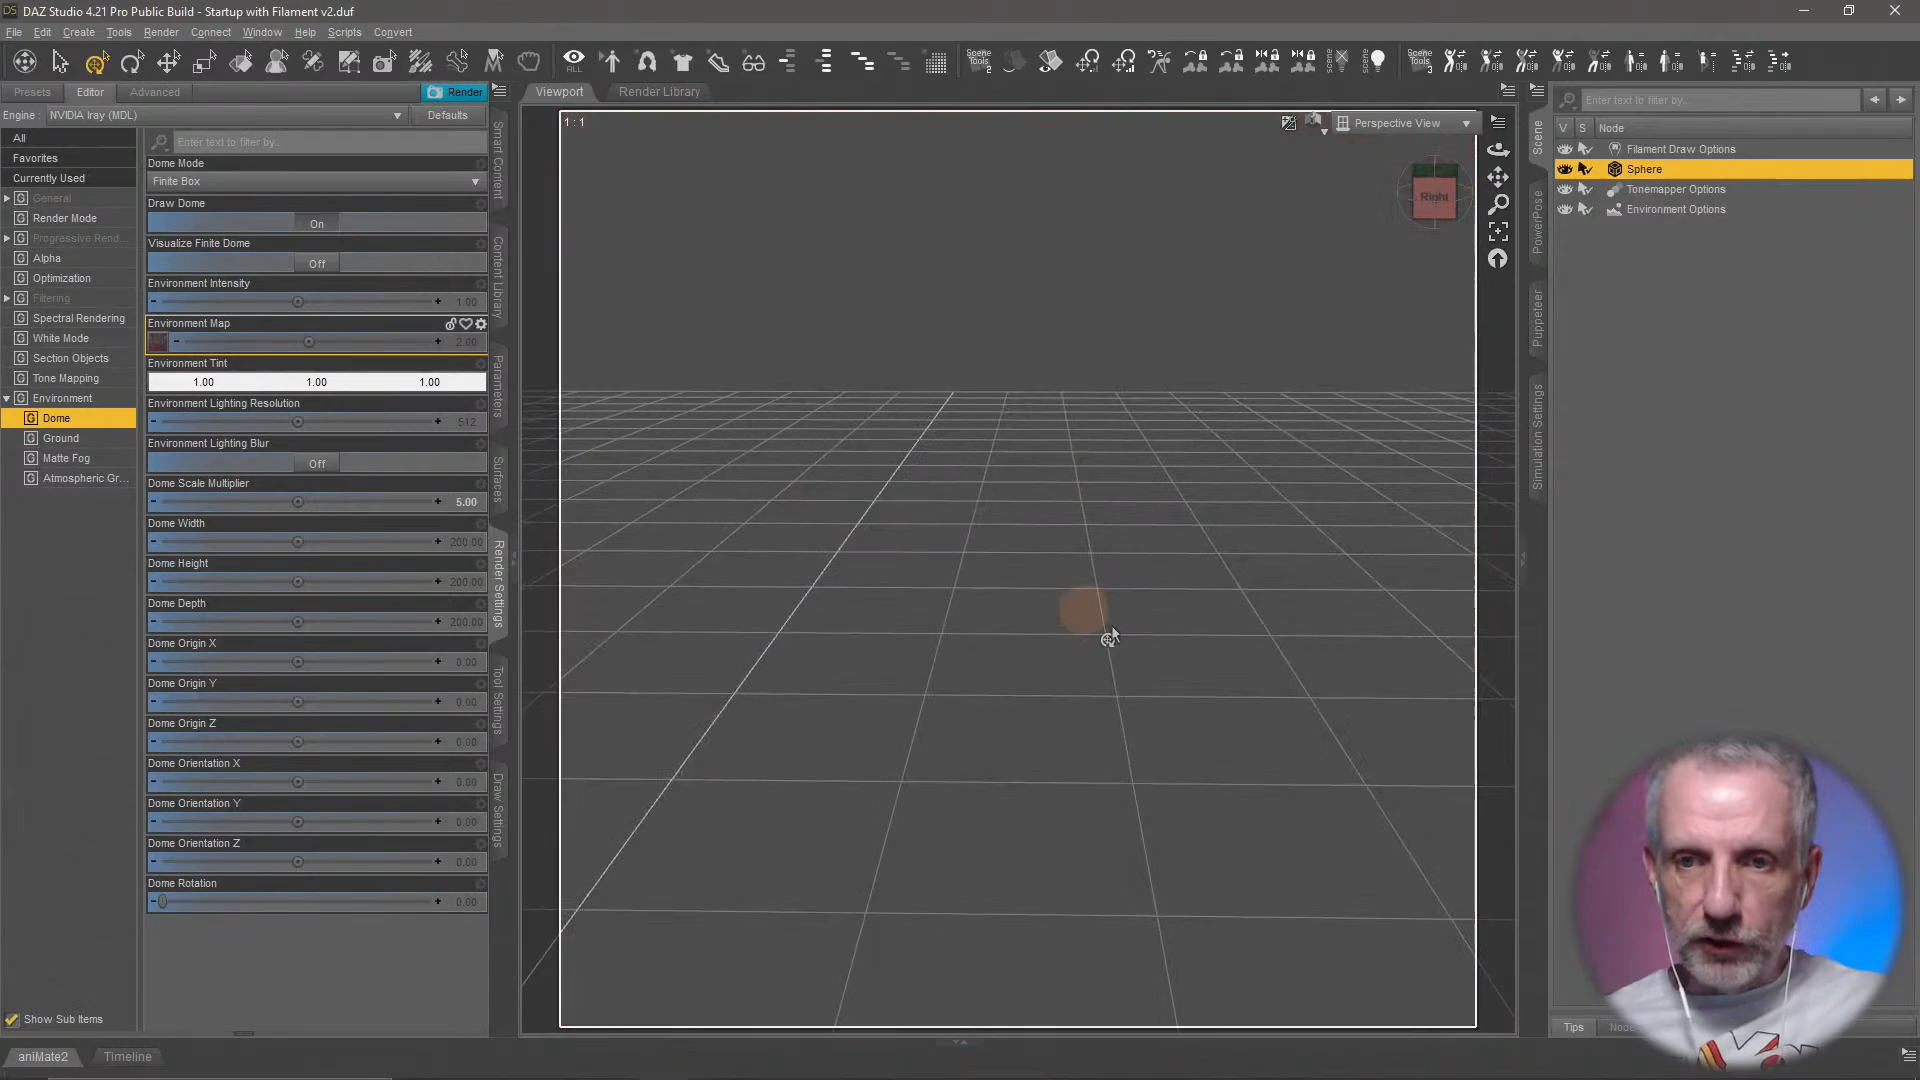 DAZ Studio 4.21 Pro Public Build - Startup with Filament v2.duf
File Edit Create Tools Render Connect Window Help Scripts Convert
ALL
Scene Tools 2
scene
scene
Scene Tools 3
Presets Editor Advanced Render
Viewport Render Library
Engine : NVIDIA Iray (MDL) Defaults
All
Favorites
Currently Used
General
Render Mode
Progressive Rend...
Alpha
Optimization
Filtering
Spectral Rendering
White Mode
Section Objects
Tone Mapping
Environment
Dome
Ground
Matte Fog
Atmospheric Gr...
Show Sub Items
Enter text to filter by...
Dome Mode
Finite Box
Draw Dome
On
Visualize Finite Dome
Off
Environment Intensity
1.00
Environment Map
2.00
Environment Tint
1.00 1.00 1.00
Environment Lighting Resolution
512
Environment Lighting Blur
Off
Dome Scale Multiplier
5.00
Dome Width
200.00
Dome Height
200.00
Dome Depth
200.00
Dome Origin X
0.00
Dome Origin Y
0.00
Dome Origin Z
0.00
Dome Orientation X
0.00
Dome Orientation Y
0.00
Dome Orientation Z
0.00
Dome Rotation
0.00
Smart Content
Content Library
Parameters
Surfaces
Render Settings
Tool Settings
Draw Settings
1 : 1
Perspective View
Right
Scene
PowerPose
Puppeteer
Simulation Settings
Enter text to filter by...
V S Node
Filament Draw Options
Sphere
Tonemapper Options
Environment Options
Tips
aniMate2 Timeline